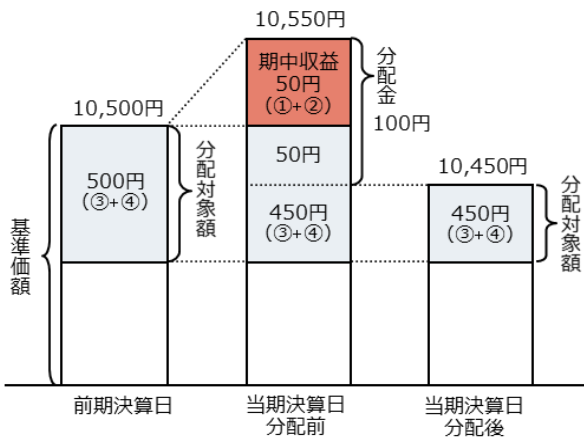 10,550円
期中収益
50円
(①+②)
分配金
100円
10,500円
50円
10,450円
500円
(③+④)
分配対象額
450円
(③+④)
450円
(③+④)
分配対象額
基準価額
前期決算日
当期決算日
分配前
当期決算日
分配後